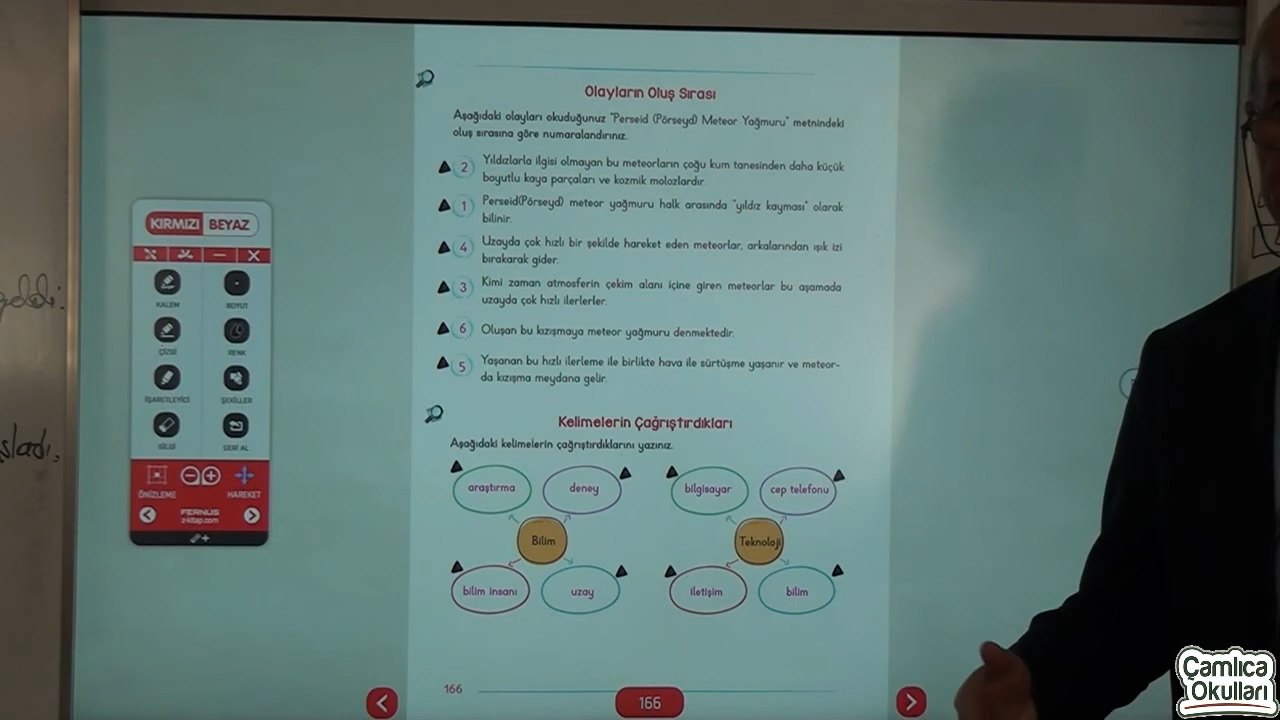 Olayların Oluş Sırası
Aşağıdaki olayları okuduğunuz "Perseid (Pörseyd) Meteor Yağmuru" metnindeki
oluş sırasına göre numaralandırınız.
2 Yıldızlarla ilgisi olmayan bu meteorların çoğu kum tanesinden daha küçük
boyutlu kaya parçaları ve kozmik molozlardır
1 Perseid(Pörseyd) meteor yağmuru halk arasında "yıldız kayması" olarak
bilinir.
4 Uzayda çok hızlı bir şekilde hareket eden meteorlar, arkalarından ışık izi
bırakarak gider.
3 Kimi zaman atmosferin çekim alanı içine giren meteorlar bu aşamada
uzayda çok hızlı ilerlerler.
6 Oluşan bu kızışmaya meteor yağmuru denmektedir.
5 Yaşanan bu hızlı ilerleme ile birlikte hava ile sürtüşme yaşanır ve meteor-
da kızışma meydana gelir.
Kelimelerin Çağrıştırdıkları
Aşağıdaki kelimelerin çağrıştırdıklarını yazınız.
araştırma deney bilgisayar cep telefonu
Bilim Teknoloji
bilim insanı uzay iletişim bilim
166
166
KIRMIZI BEYAZ
KALEM BOYUT
ÇİZGİ RENK
İŞARETLEYİCİ ŞEKİLLER
SİLGİ GERİ AL
ÖNİZLEME HAREKET
FERNUS
z-kitap.com
Çamlıca
Okulları